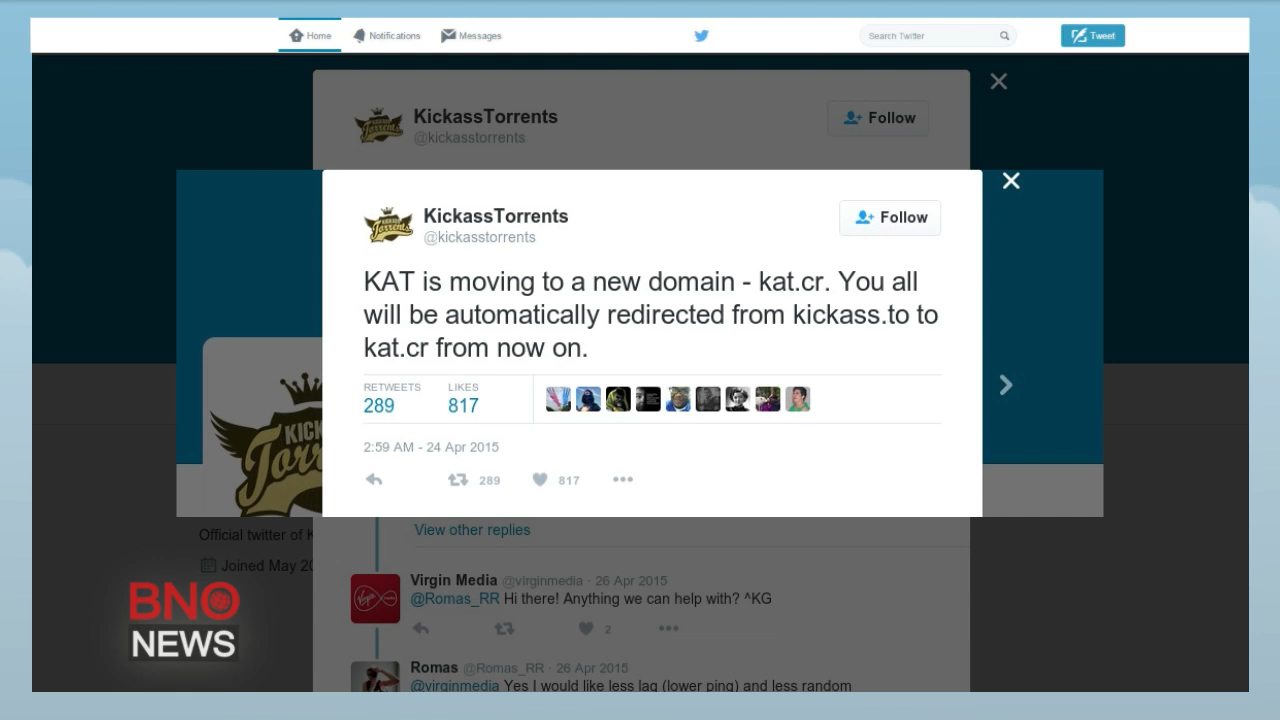 Home Notifications Messages Search Twitter Tweet
KickassTorrents
@kickasstorrents
Follow
KICKASS
Torrents
KickassTorrents
@kickasstorrents
Follow
KAT is moving to a new domain - kat.cr. You all
will be automatically redirected from kickass.to to
kat.cr from now on.
RETWEETS LIKES
289 817
2:59 AM - 24 Apr 2015
289 817
Official twitter of
Joined May 20
View other replies
Virgin Media @virginmedia · 26 Apr 2015
@Romas_RR Hi there! Anything we can help with? ^KG
2
Romas @Romas_RR · 26 Apr 2015
@virginmedia Yes I would like less lag (lower ping) and less random
BNO
NEWS